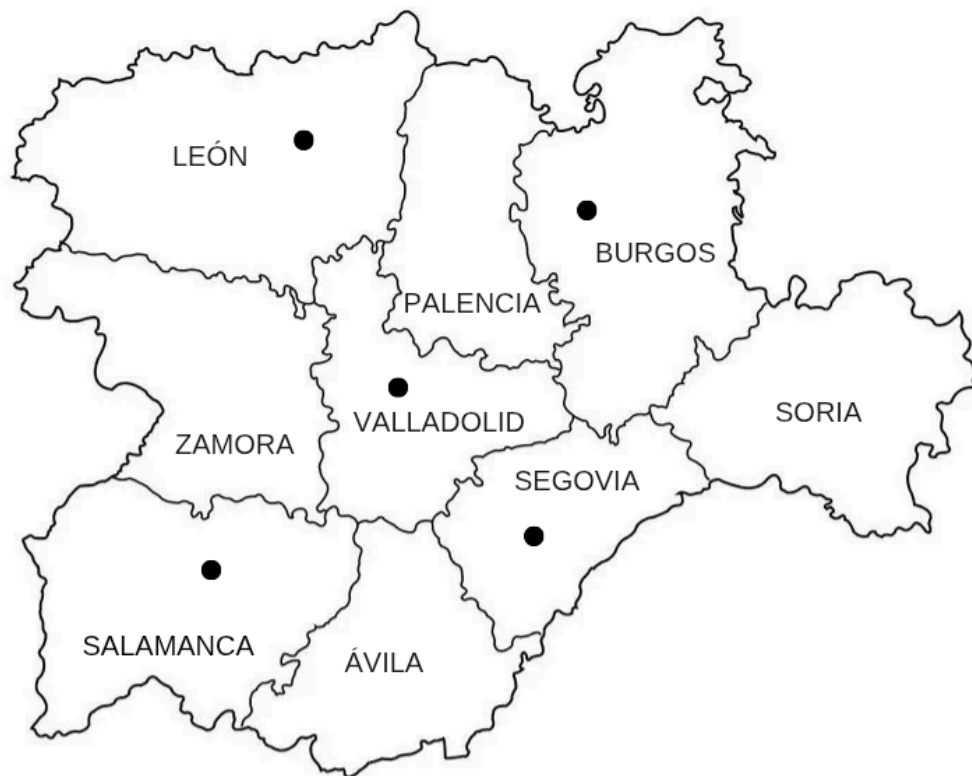 LEÓN
BURGOS
PALENCIA
SORIA
VALLADOLID
ZAMORA
SEGOVIA
SALAMANCA
ÁVILA